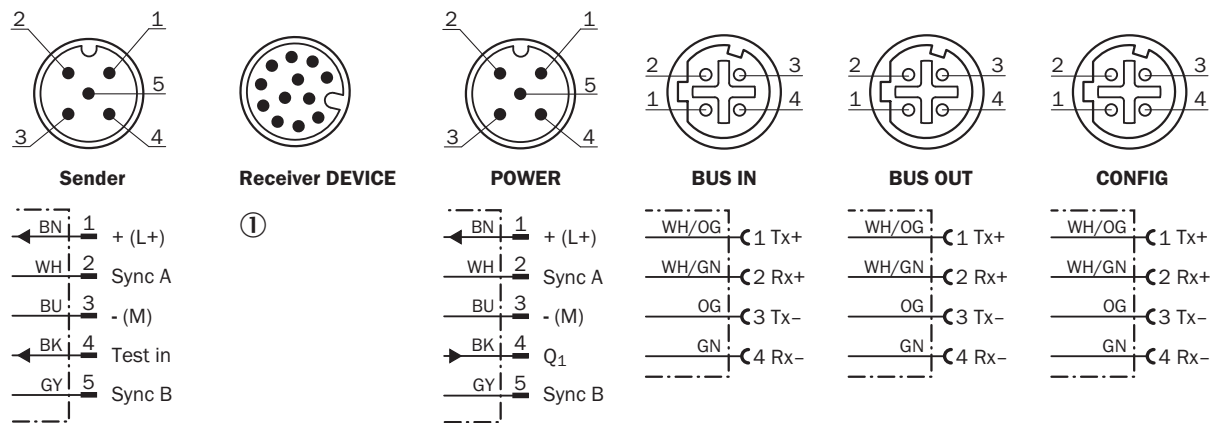 2 1 2 1
5 5 2 3 2 3 2 3
1 4 1 4 1 4
3 4 3 4
Sender Receiver DEVICE POWER BUS IN BUS OUT CONFIG
①
BN 1 + (L+)
WH 2 Sync A
BU 3 - (M)
BK 4 Test in
GY 5 Sync B
BN 1 + (L+)
WH 2 Sync A
BU 3 - (M)
BK 4 Q₁
GY 5 Sync B
WH/OG 1 Tx+
WH/GN 2 Rx+
OG 3 Tx–
GN 4 Rx–
WH/OG 1 Tx+
WH/GN 2 Rx+
OG 3 Tx–
GN 4 Rx–
WH/OG 1 Tx+
WH/GN 2 Rx+
OG 3 Tx–
GN 4 Rx–